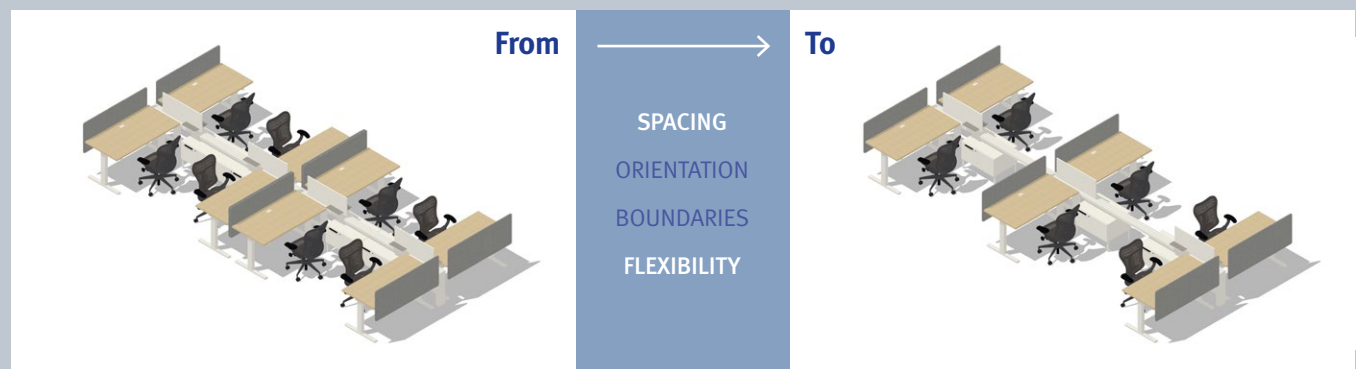 From
To
SPACING
ORIENTATION
BOUNDARIES
FLEXIBILITY